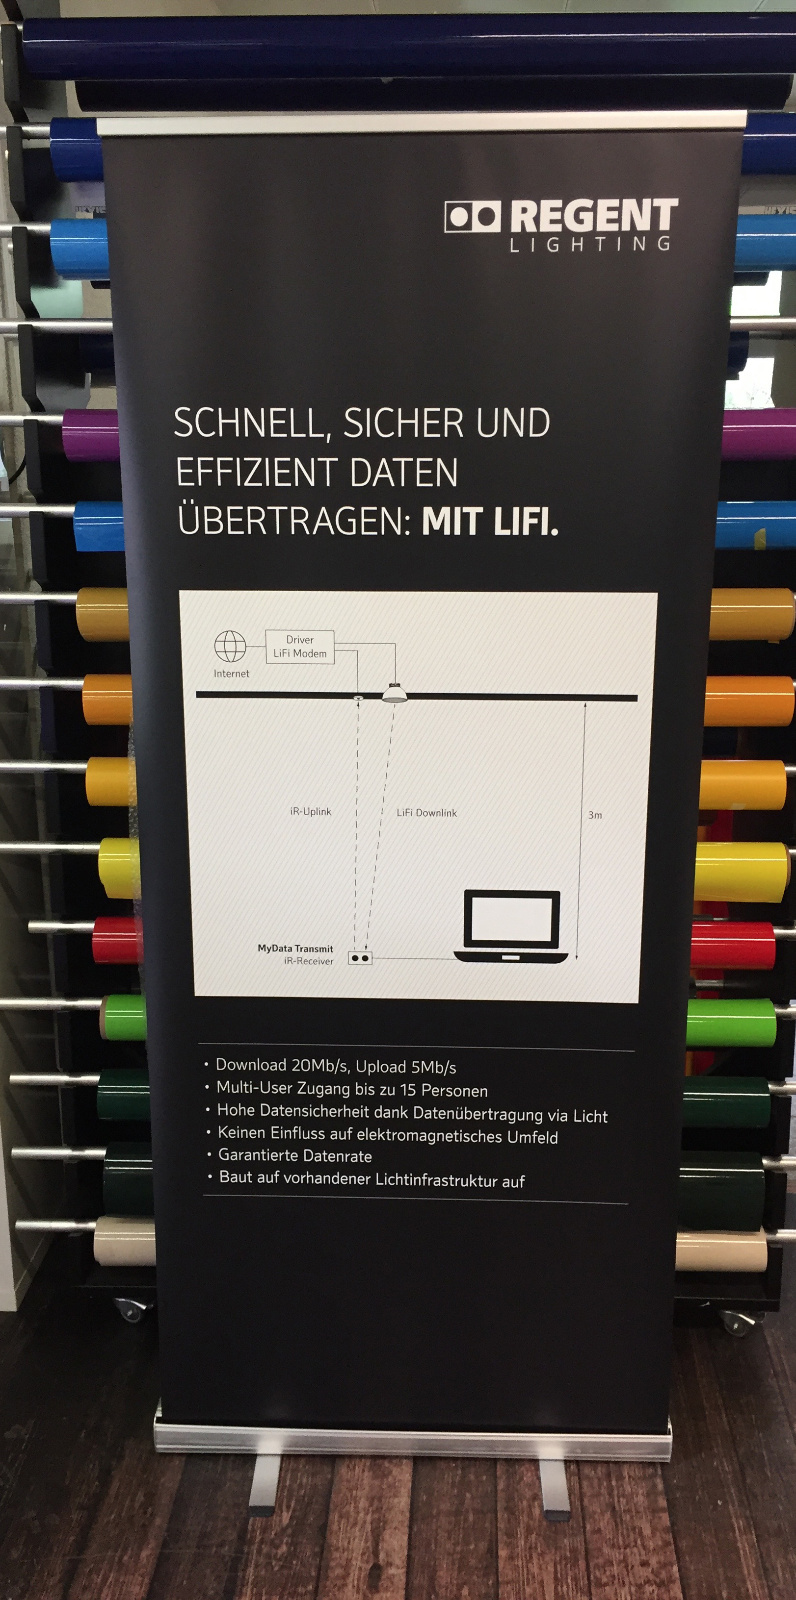 REGENT
LIGHTING
SCHNELL, SICHER UND
EFFIZIENT DATEN
ÜBERTRAGEN: MIT LIFI.
Driver
LiFi Modem
Internet
iR-Uplink
LiFi Downlink
3m
MyData Transmit
iR-Receiver
• Download 20Mb/s, Upload 5Mb/s
• Multi-User Zugang bis zu 15 Personen
• Hohe Datensicherheit dank Datenübertragung via Licht
• Keinen Einfluss auf elektromagnetisches Umfeld
• Garantierte Datenrate
• Baut auf vorhandener Lichtinfrastruktur auf